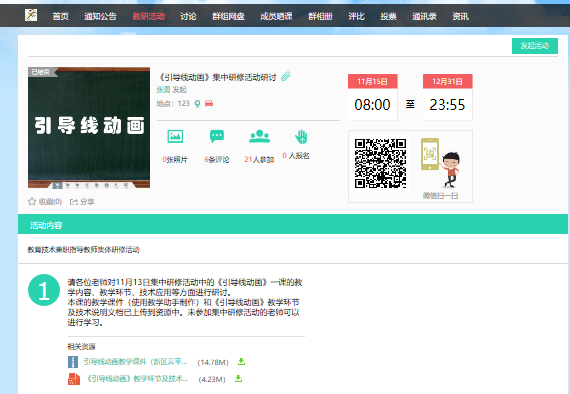 首页 通知公告 教研活动 讨论 群组网盘 成员晒课 群相册 评比 投票 通讯录 资讯
发起活动
已结束
引导线动画
《引导线动画》集中研修活动研讨
张勇 发起
地点：123
0张照片 6条评论 21人参加 0 人报名
11月15日 12月31日
08:00 至 23:55
微信扫一扫
收藏(0) 分享
活动内容
教育技术兼职指导教师集体研修活动
1
请各位老师对11月13日集中研修活动中的《引导线动画》一课的教
学内容、教学环节、技术应用等方面进行研讨。
本课的教学课件（使用教学助手制作）和《引导线动画》教学环节
及技术说明文档已上传到资源中。未参加集中研修活动的老师可以
进行学习。
相关资源
引导线动画教学课件（新区云平... （14.78M）
《引导线动画》教学环节及技术... （4.23M）